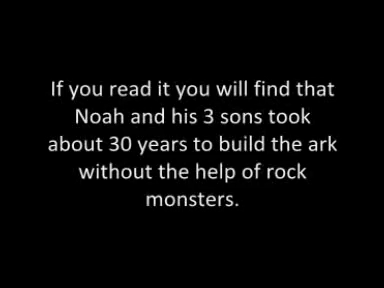 If you read it you will find that
Noah and his 3 sons took
about 30 years to build the ark
without the help of rock
monsters.